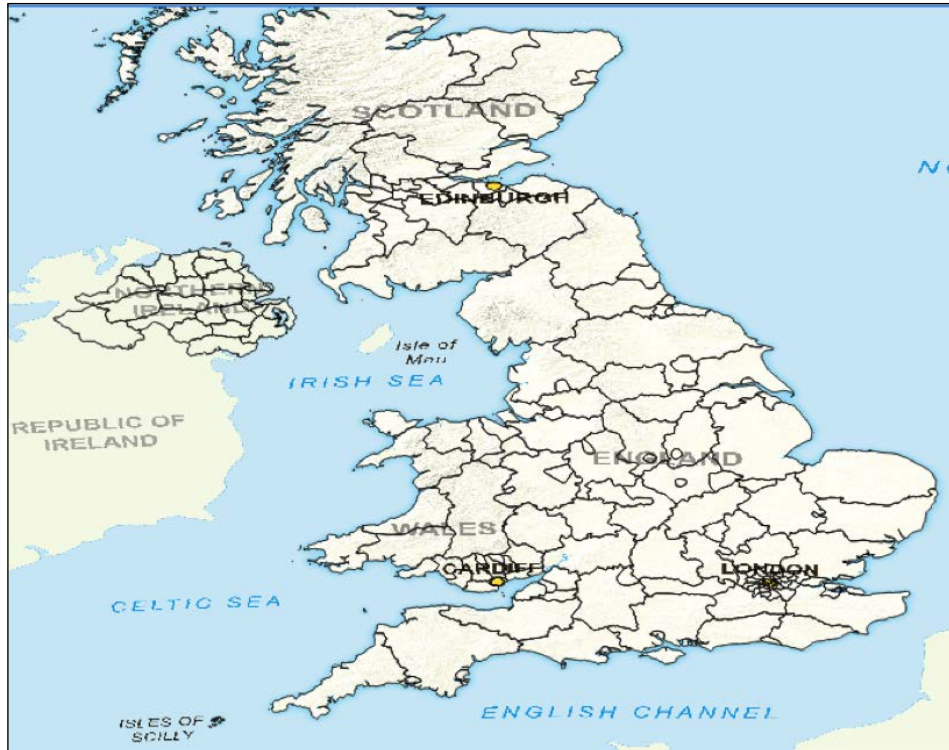 SCOTLAND
NO
EDINBURGH
NORTHERN
IRELAND
Isle of
Man
IRISH SEA
REPUBLIC OF
IRELAND
ENGLAND
WALES
CARDIFF
LONDON
CELTIC SEA
ISLES OF
SCILLY
ENGLISH CHANNEL